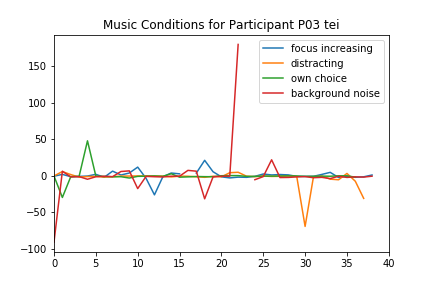 Music Conditions for Participant P03 tei
focus increasing
distracting
own choice
background noise
150
100
50
0
−50
−100
0 5 10 15 20 25 30 35 40